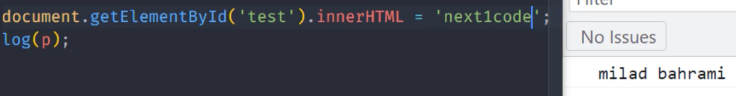 document.getElementById('test').innerHTML = 'next1code';
log(p);
Filter
No Issues
milad bahrami